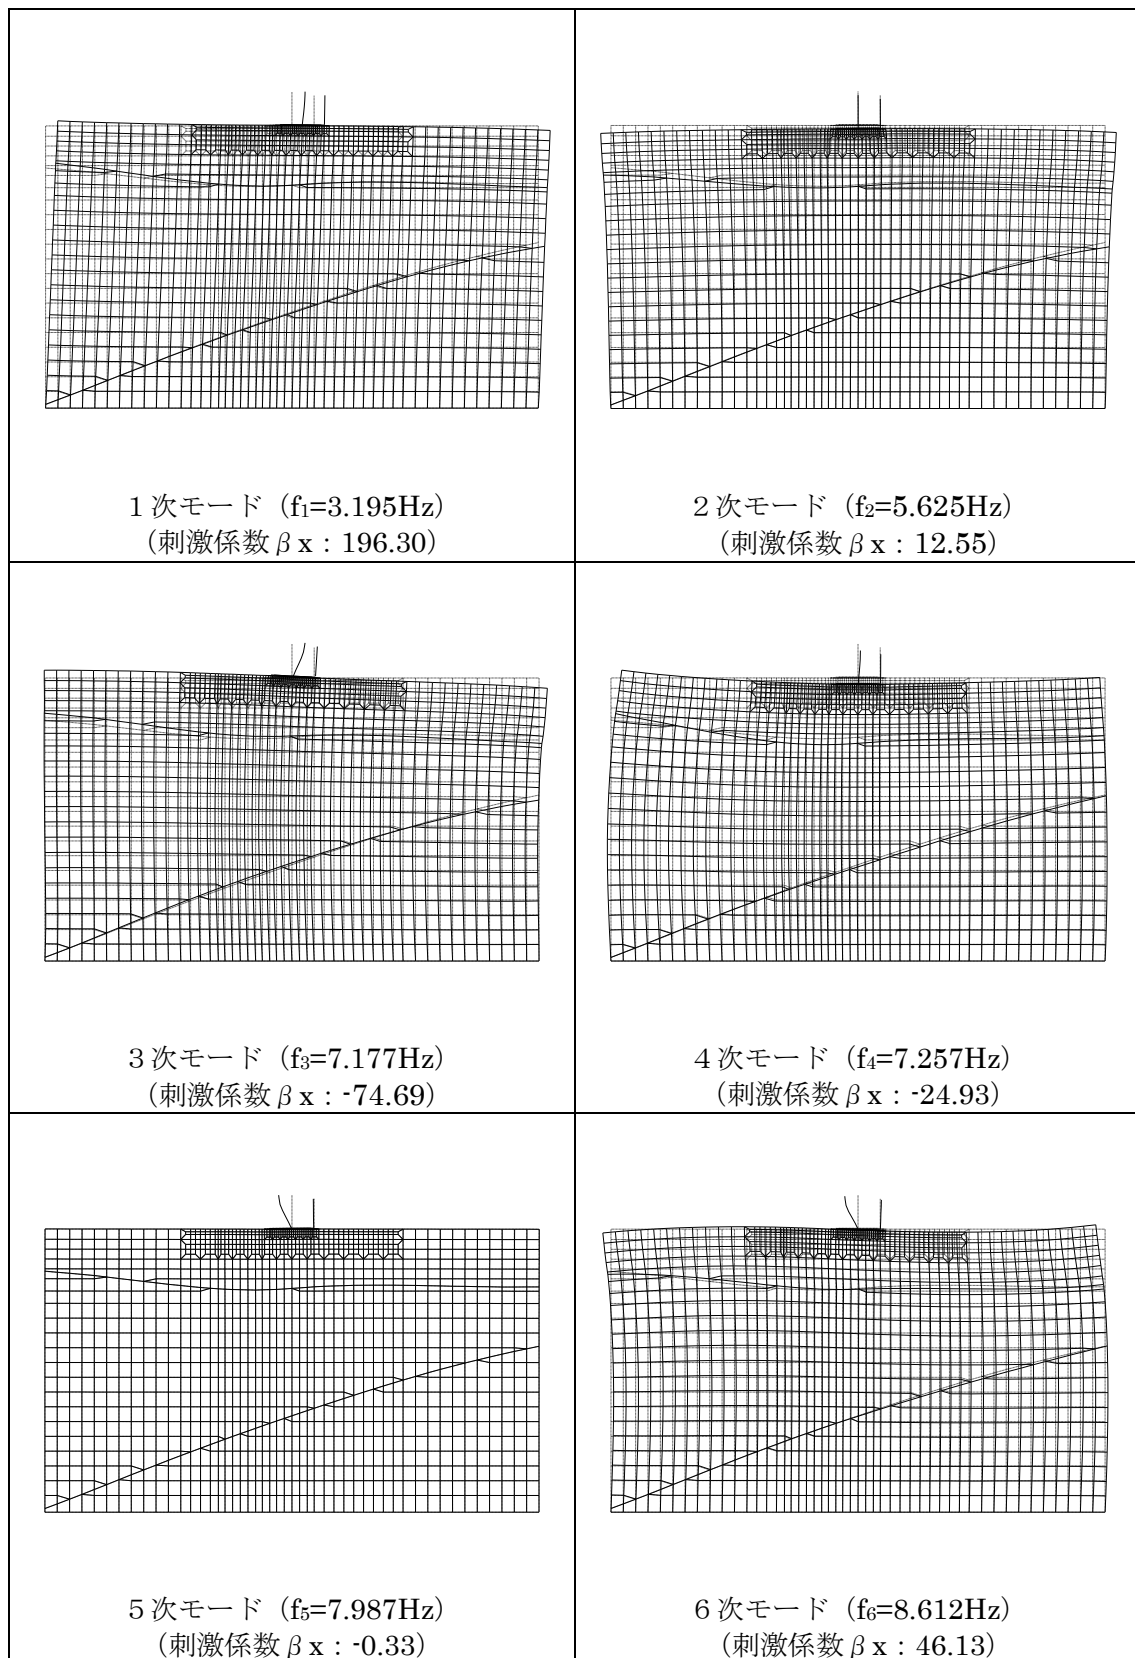 １次モード（f₁=3.195Hz）
（刺激係数βx：196.30）
２次モード（f₂=5.625Hz）
（刺激係数βx：12.55）
３次モード（f₃=7.177Hz）
（刺激係数βx：-74.69）
４次モード（f₄=7.257Hz）
（刺激係数βx：-24.93）
５次モード（f₅=7.987Hz）
（刺激係数βx：-0.33）
６次モード（f₆=8.612Hz）
（刺激係数βx：46.13）